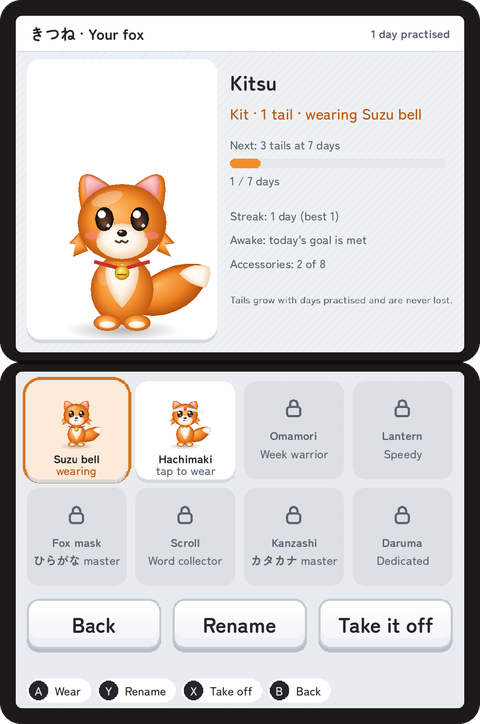 きつね · Your fox
1 day practised
Kitsu
Kit · 1 tail · wearing Suzu bell
Next: 3 tails at 7 days
1 / 7 days
Streak: 1 day (best 1)
Awake: today's goal is met
Accessories: 2 of 8
Tails grow with days practised and are never lost.
Suzu bell
wearing
Hachimaki
tap to wear
Omamori
Week warrior
Lantern
Speedy
Fox mask
ひらがな master
Scroll
Word collector
Kanzashi
カタカナ master
Daruma
Dedicated
Back
Rename
Take it off
A Wear
Y Rename
X Take off
B Back